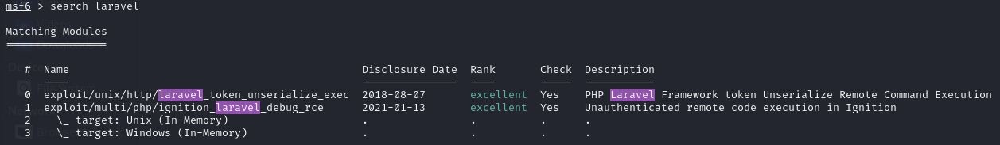 msf6 > search laravel
Matching Modules
================
# Name Disclosure Date Rank Check Description
- ---- --------------- ---- ----- -----------
0 exploit/unix/http/laravel_token_unserialize_exec 2018-08-07 excellent Yes PHP Laravel Framework token Unserialize Remote Command Execution
1 exploit/multi/php/ignition_laravel_debug_rce 2021-01-13 excellent Yes Unauthenticated remote code execution in Ignition
2 \_ target: Unix (In-Memory) . . . .
3 \_ target: Windows (In-Memory) . . . .